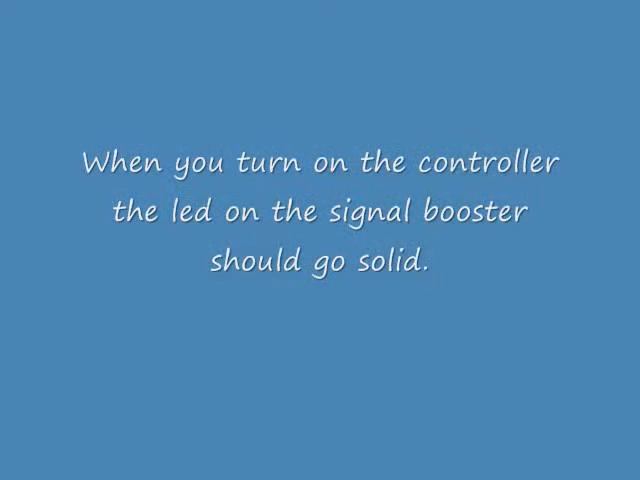 When you turn on the controller
the led on the signal booster
should go solid.